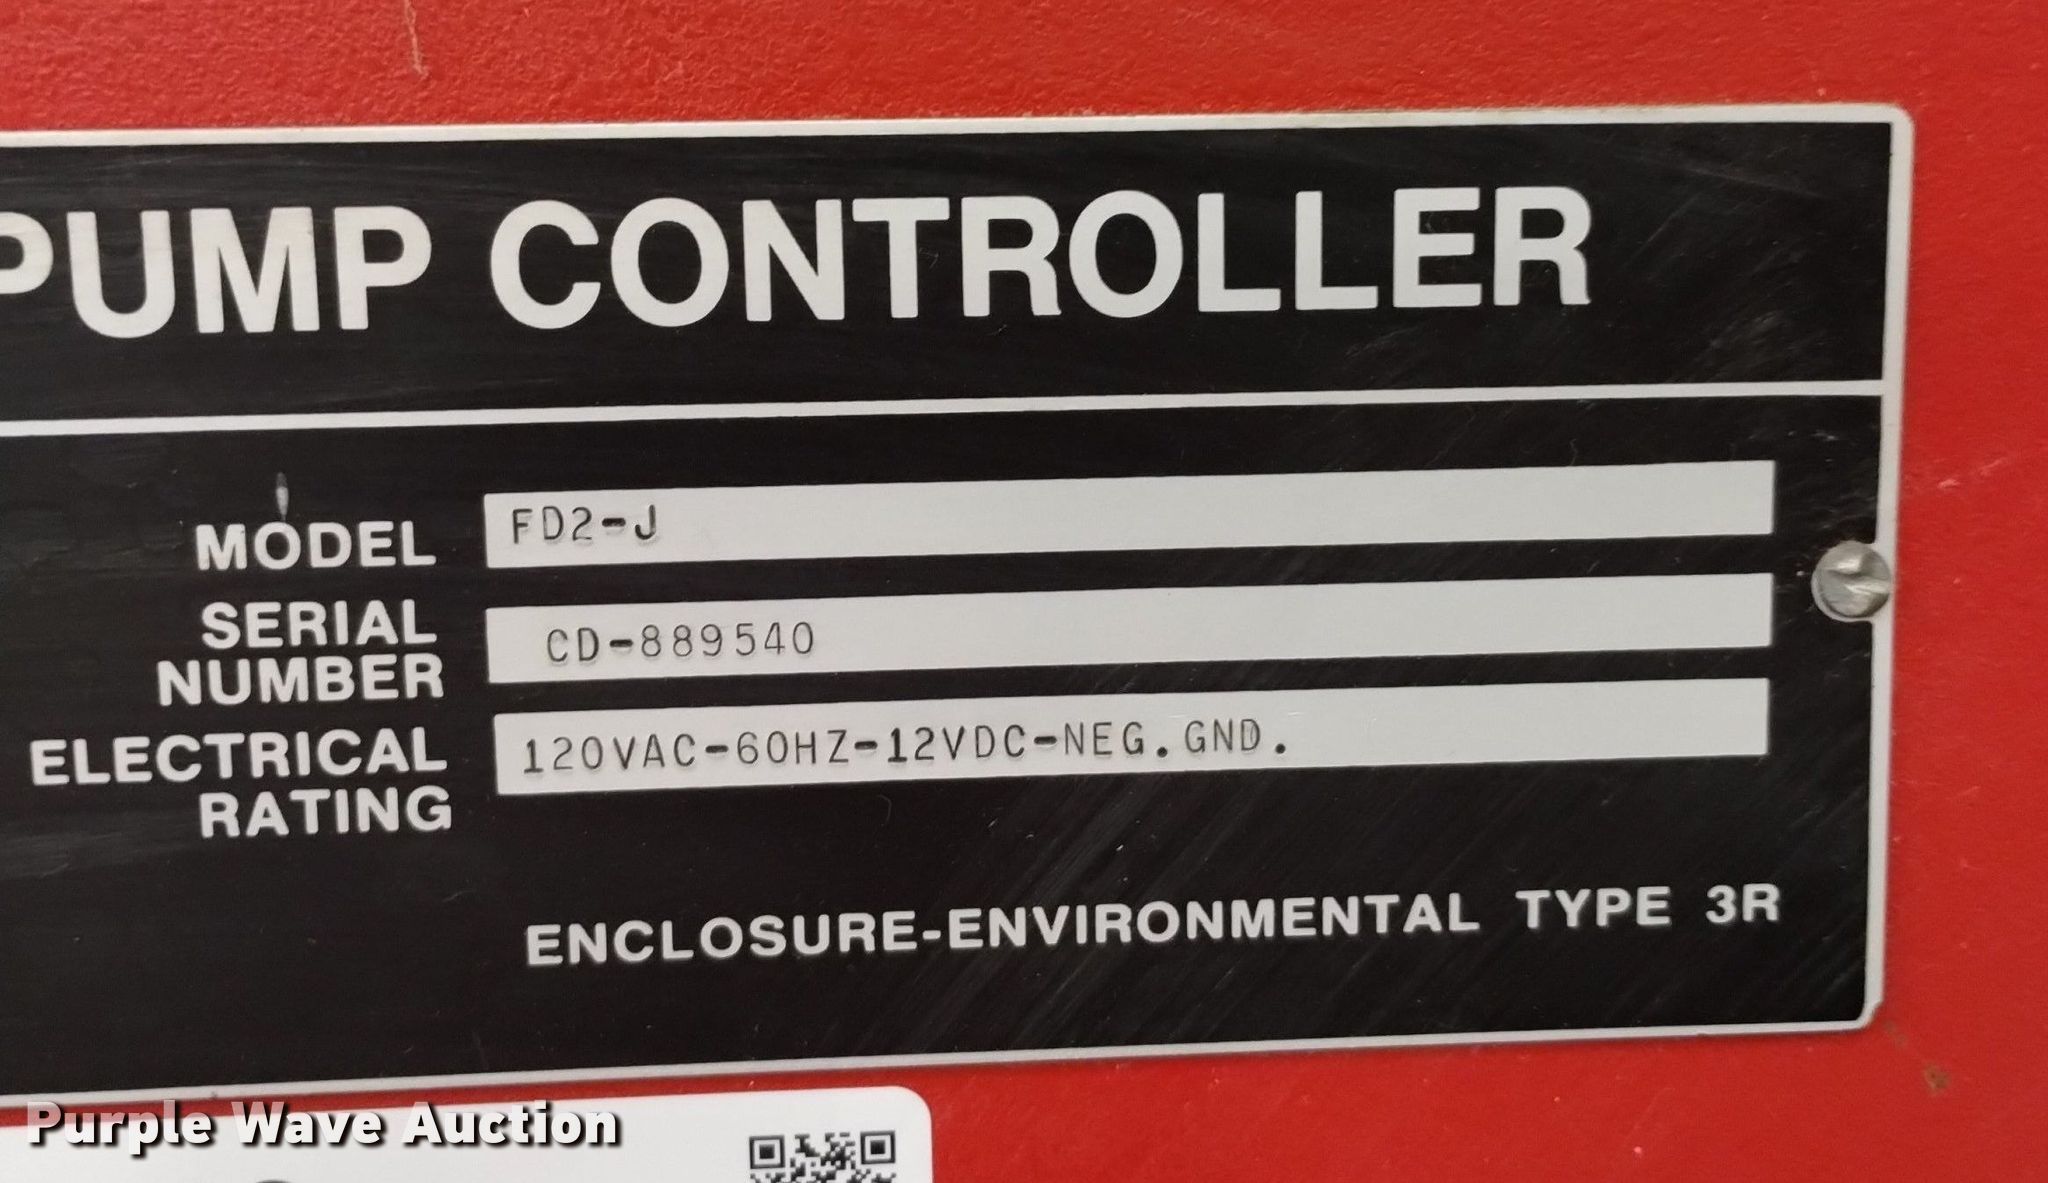 PUMP CONTROLLER
MODEL FD2-J
SERIAL NUMBER CD-889540
ELECTRICAL RATING 120VAC-60HZ-12VDC-NEG.GND.
ENCLOSURE-ENVIRONMENTAL TYPE 3R
Purple Wave Auction